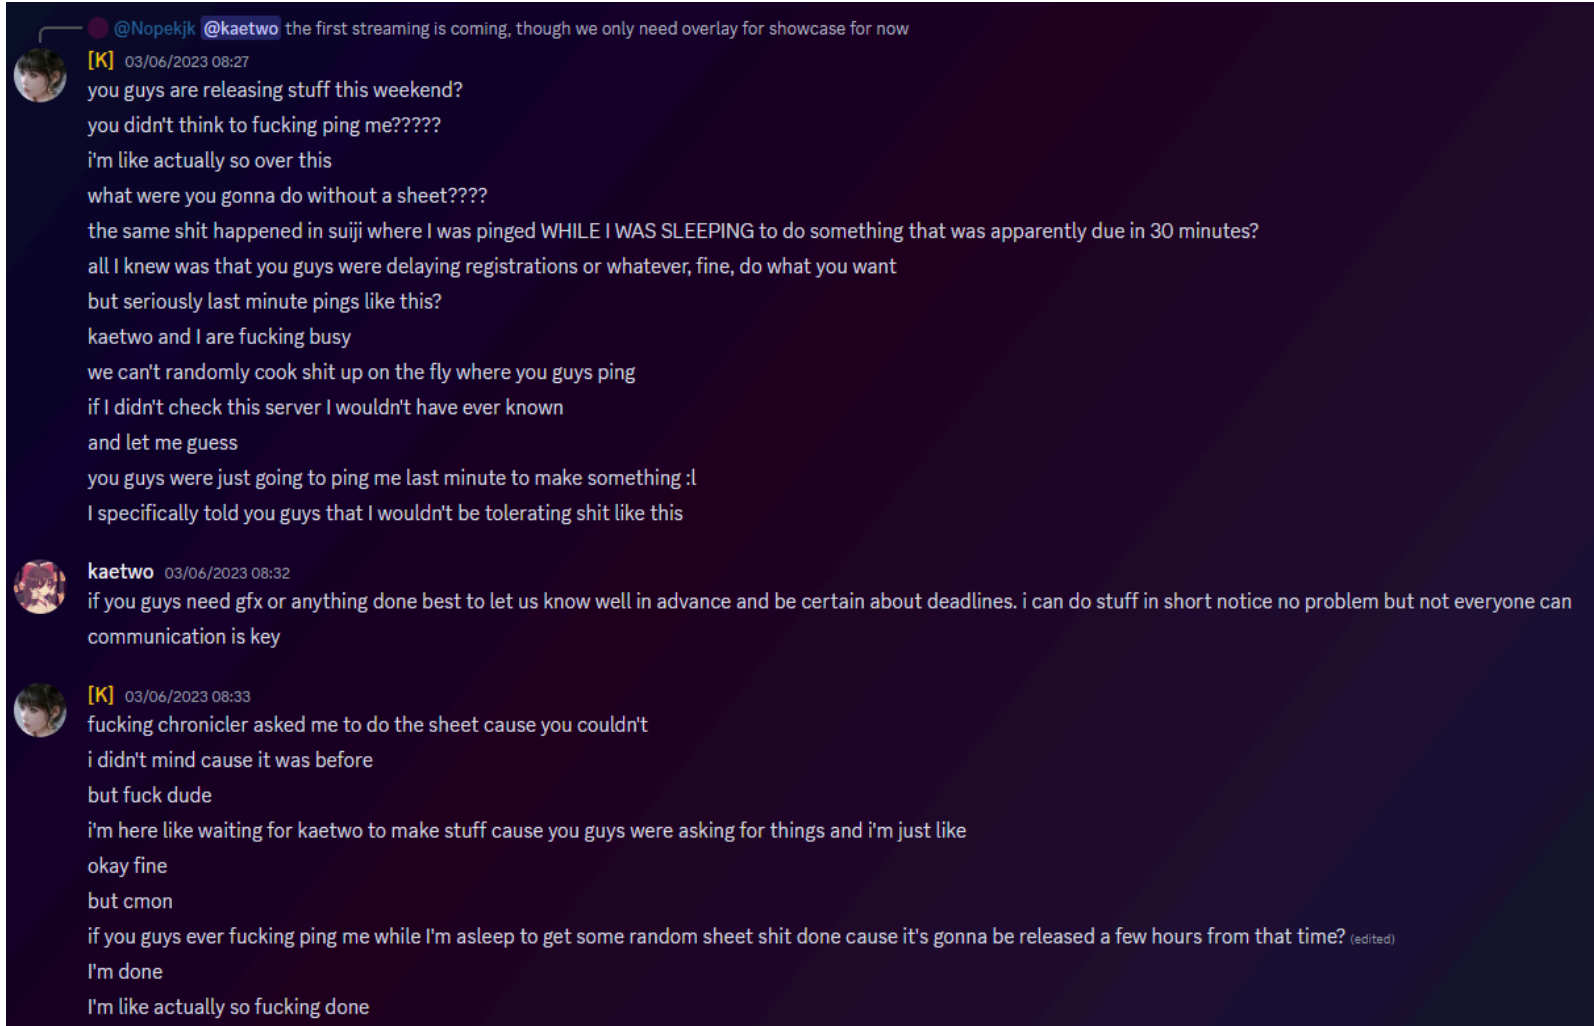 @Nopekjk @kaetwo the first streaming is coming, though we only need overlay for showcase for now
[K] 03/06/2023 08:27
you guys are releasing stuff this weekend?
you didn't think to fucking ping me?????
i'm like actually so over this
what were you gonna do without a sheet????
the same shit happened in suiji where I was pinged WHILE I WAS SLEEPING to do something that was apparently due in 30 minutes?
all I knew was that you guys were delaying registrations or whatever, fine, do what you want
but seriously last minute pings like this?
kaetwo and I are fucking busy
we can't randomly cook shit up on the fly where you guys ping
if I didn't check this server I wouldn't have ever known
and let me guess
you guys were just going to ping me last minute to make something :l
I specifically told you guys that I wouldn't be tolerating shit like this
kaetwo 03/06/2023 08:32
if you guys need gfx or anything done best to let us know well in advance and be certain about deadlines. i can do stuff in short notice no problem but not everyone can
communication is key
[K] 03/06/2023 08:33
fucking chronicler asked me to do the sheet cause you couldn't
i didn't mind cause it was before
but fuck dude
i'm here like waiting for kaetwo to make stuff cause you guys were asking for things and i'm just like
okay fine
but cmon
if you guys ever fucking ping me while I'm asleep to get some random sheet shit done cause it's gonna be released a few hours from that time? (edited)
I'm done
I'm like actually so fucking done